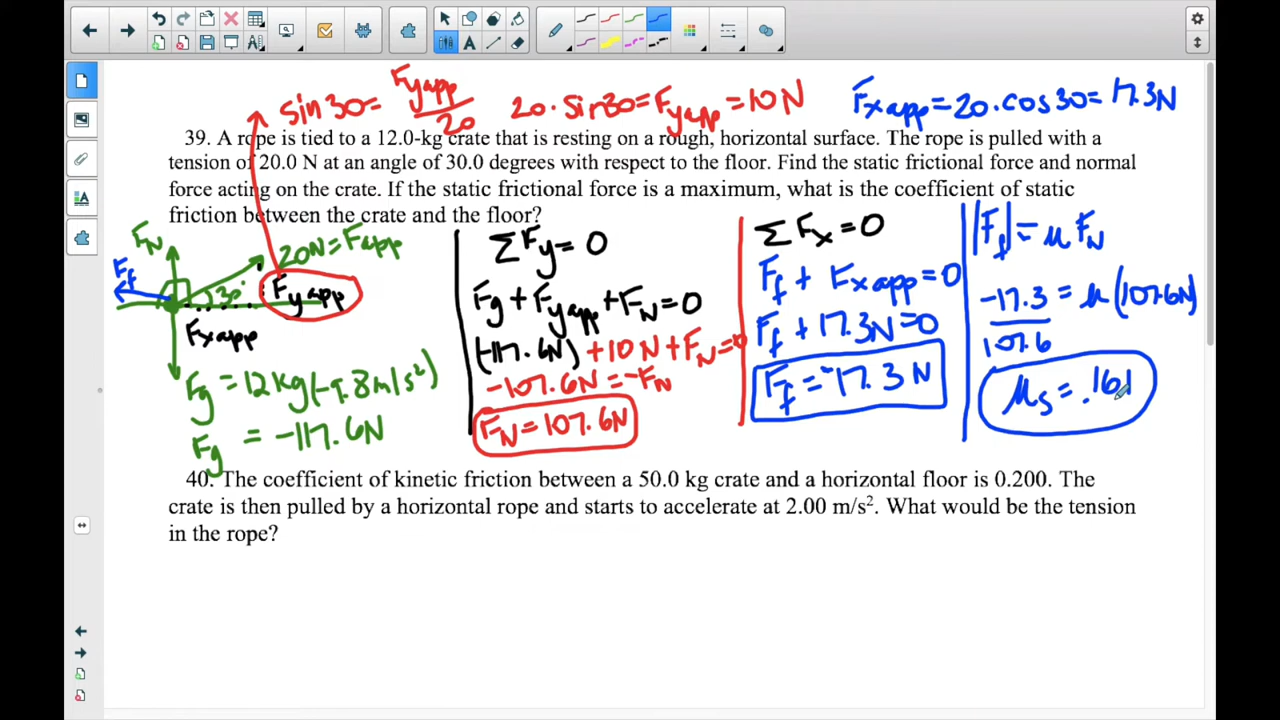 sin 30 = Fyapp/20 20 · sin30 = Fyapp = 10N Fxapp = 20 · cos 30 = 17.3N
39. A rope is tied to a 12.0-kg crate that is resting on a rough, horizontal surface. The rope is pulled with a
tension of 20.0 N at an angle of 30.0 degrees with respect to the floor. Find the static frictional force and normal
force acting on the crate. If the static frictional force is a maximum, what is the coefficient of static
friction between the crate and the floor?
FN
20N = Fapp
Ff
30°
Fyapp
Fxapp
Fg = 12kg(-9.8m/s²)
Fg = -117.6N
ΣFy = 0
Fg + Fyapp + FN = 0
(-117.6N) + 10N + FN = 0
-107.6N = -FN
FN = 107.6N
ΣFx = 0
Ff + Fxapp = 0
Ff + 17.3N = 0
Ff = -17.3N
|Ff| = μ FN
-17.3 = μ (107.6N)
107.6
μs = .161
40. The coefficient of kinetic friction between a 50.0 kg crate and a horizontal floor is 0.200. The
crate is then pulled by a horizontal rope and starts to accelerate at 2.00 m/s². What would be the tension
in the rope?